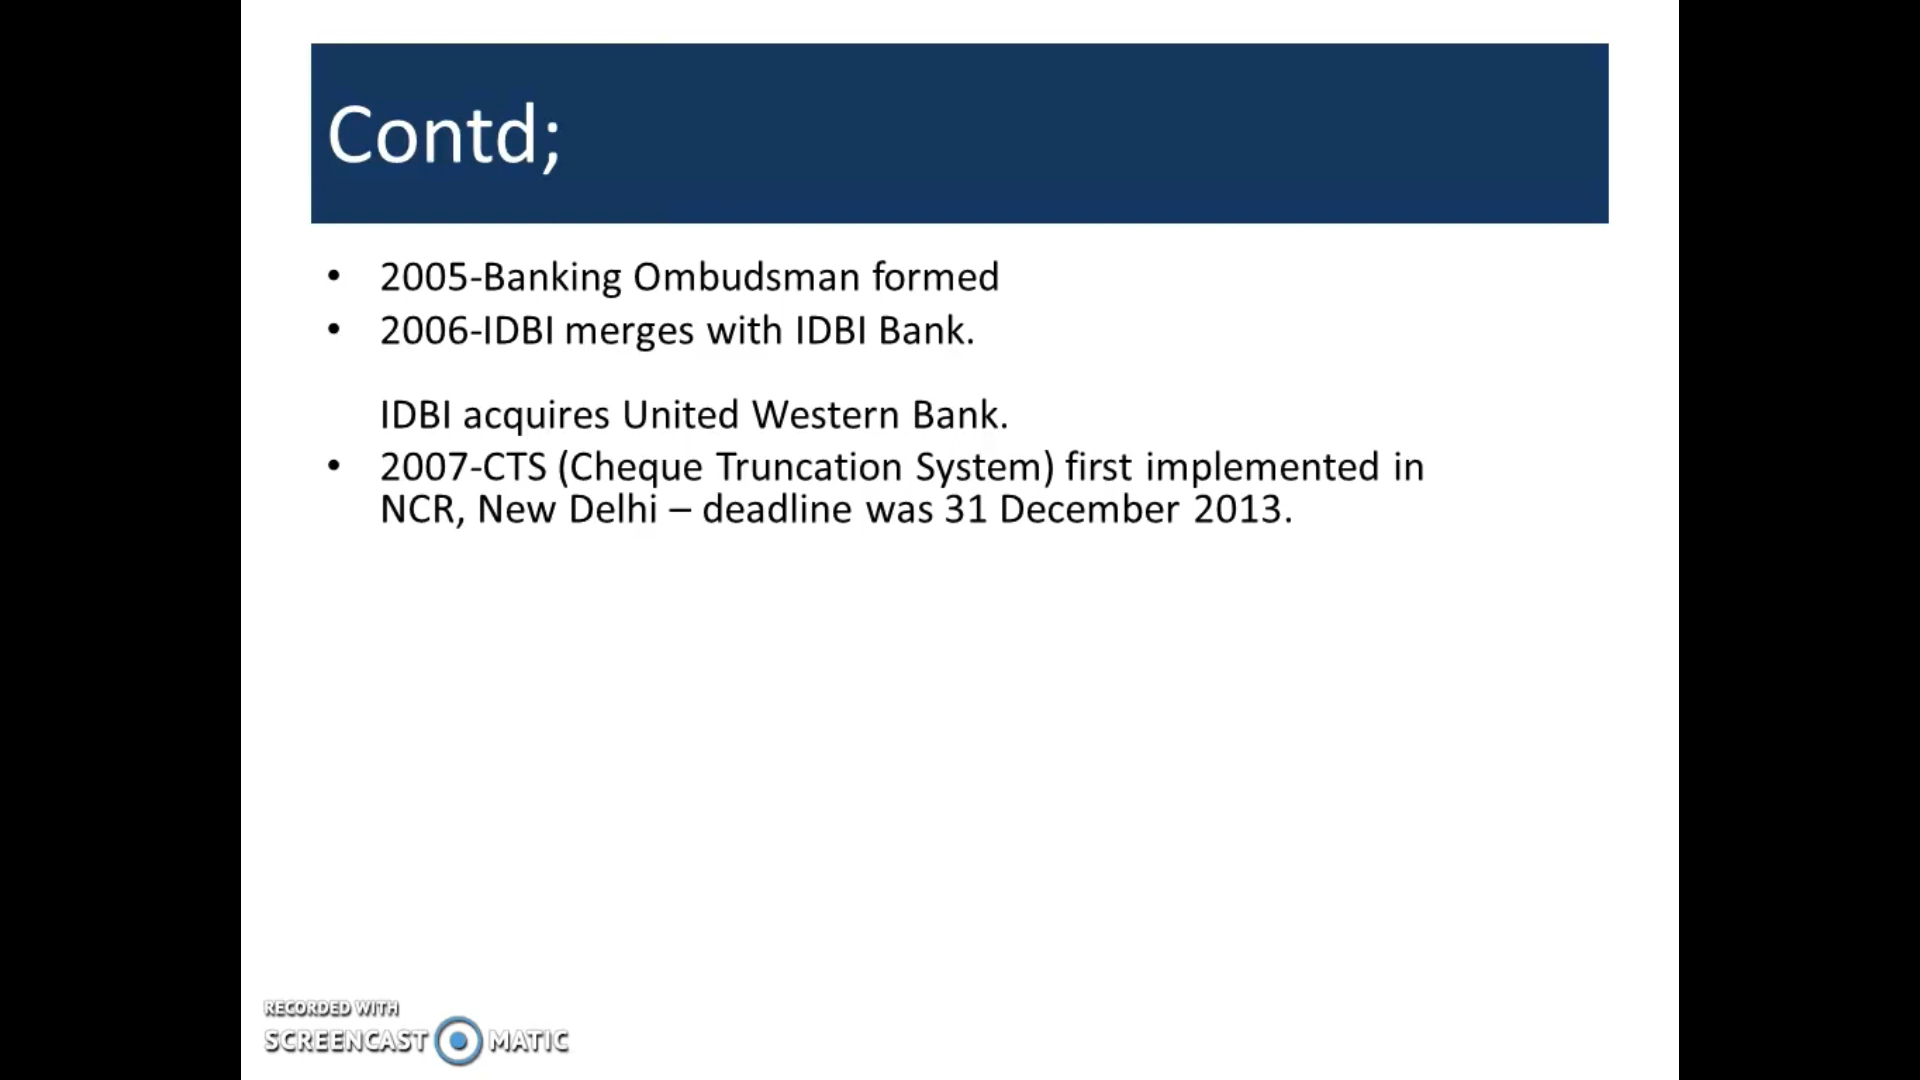 Contd;
• 2005-Banking Ombudsman formed
• 2006-IDBI merges with IDBI Bank.
IDBI acquires United Western Bank.
• 2007-CTS (Cheque Truncation System) first implemented in
NCR, New Delhi – deadline was 31 December 2013.
RECORDED WITH
SCREENCAST MATIC